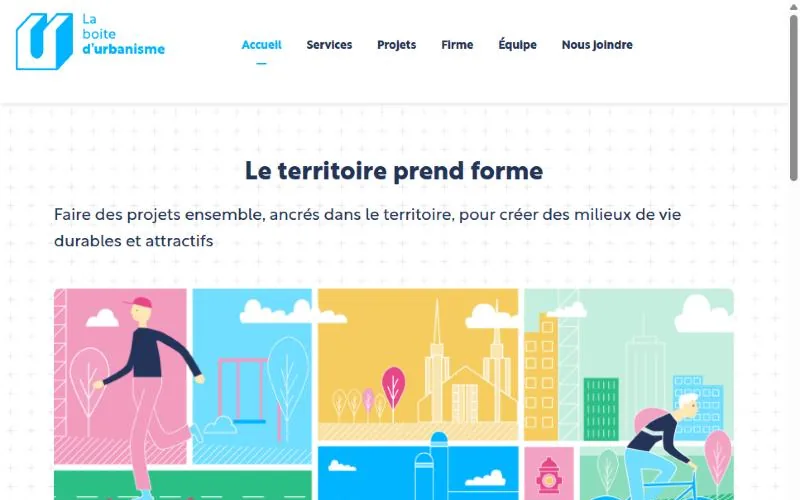 La
boite
d'urbanisme
Accueil
Services
Projets
Firme
Équipe
Nous joindre
Le territoire prend forme
Faire des projets ensemble, ancrés dans le territoire, pour créer des milieux de vie
durables et attractifs